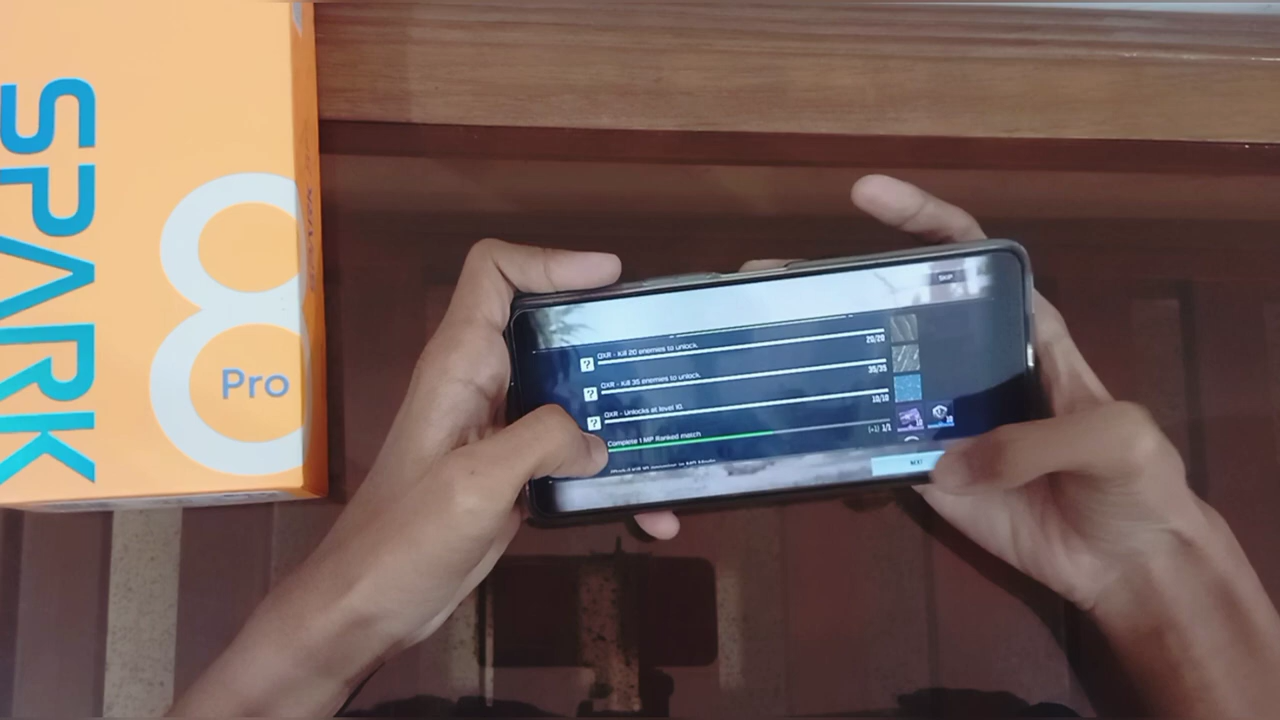 SPARK
8
Pro
SKIP
QXR - Kill 20 enemies to unlock.
20/20
QXR - Kill 35 enemies to unlock.
35/35
QXR - Unlocks at level 10.
10/10
Complete 1 MP Ranked match
(+1) 1/1
NEXT